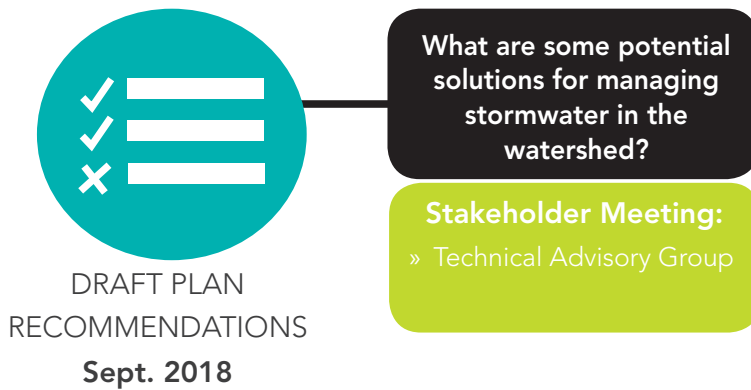 What are some potential
solutions for managing
stormwater in the
watershed?
Stakeholder Meeting:
» Technical Advisory Group
DRAFT PLAN
RECOMMENDATIONS
Sept. 2018